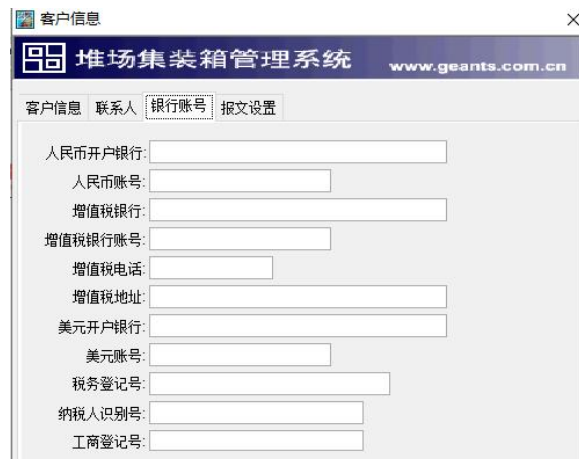 客户信息
堆场集装箱管理系统 www.geants.com.cn
客户信息 联系人 银行账号 报文设置
人民币开户银行:
人民币账号:
增值税银行:
增值税银行账号:
增值税电话:
增值税地址:
美元开户银行:
美元账号:
税务登记号:
纳税人识别号:
工商登记号: